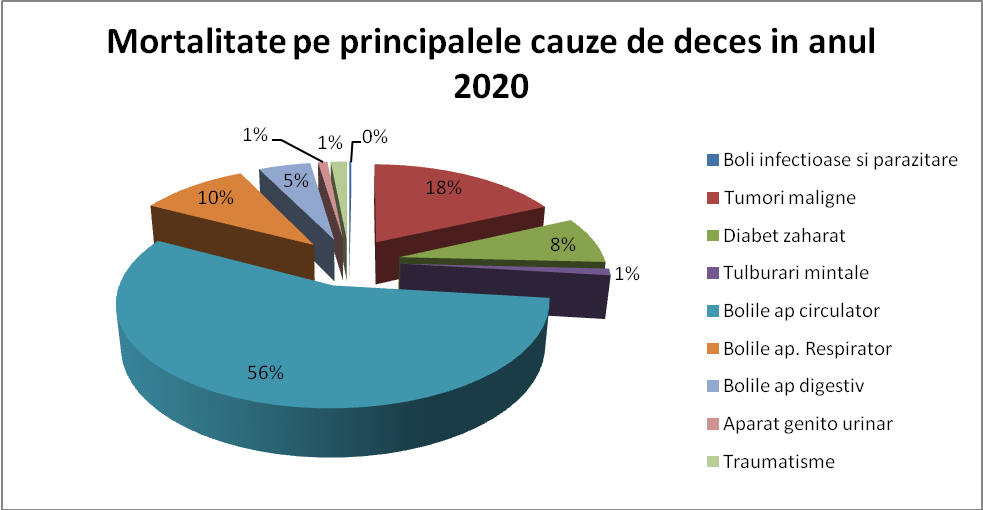 Mortalitate pe principalele cauze de deces in anul
2020
1%
1%
0%
18%
8%
1%
56%
10%
5%
Boli infectioase si parazitare
Tumori maligne
Diabet zaharat
Tulburari mintale
Bolile ap circulator
Bolile ap. Respirator
Bolile ap digestiv
Aparat genito urinar
Traumatisme